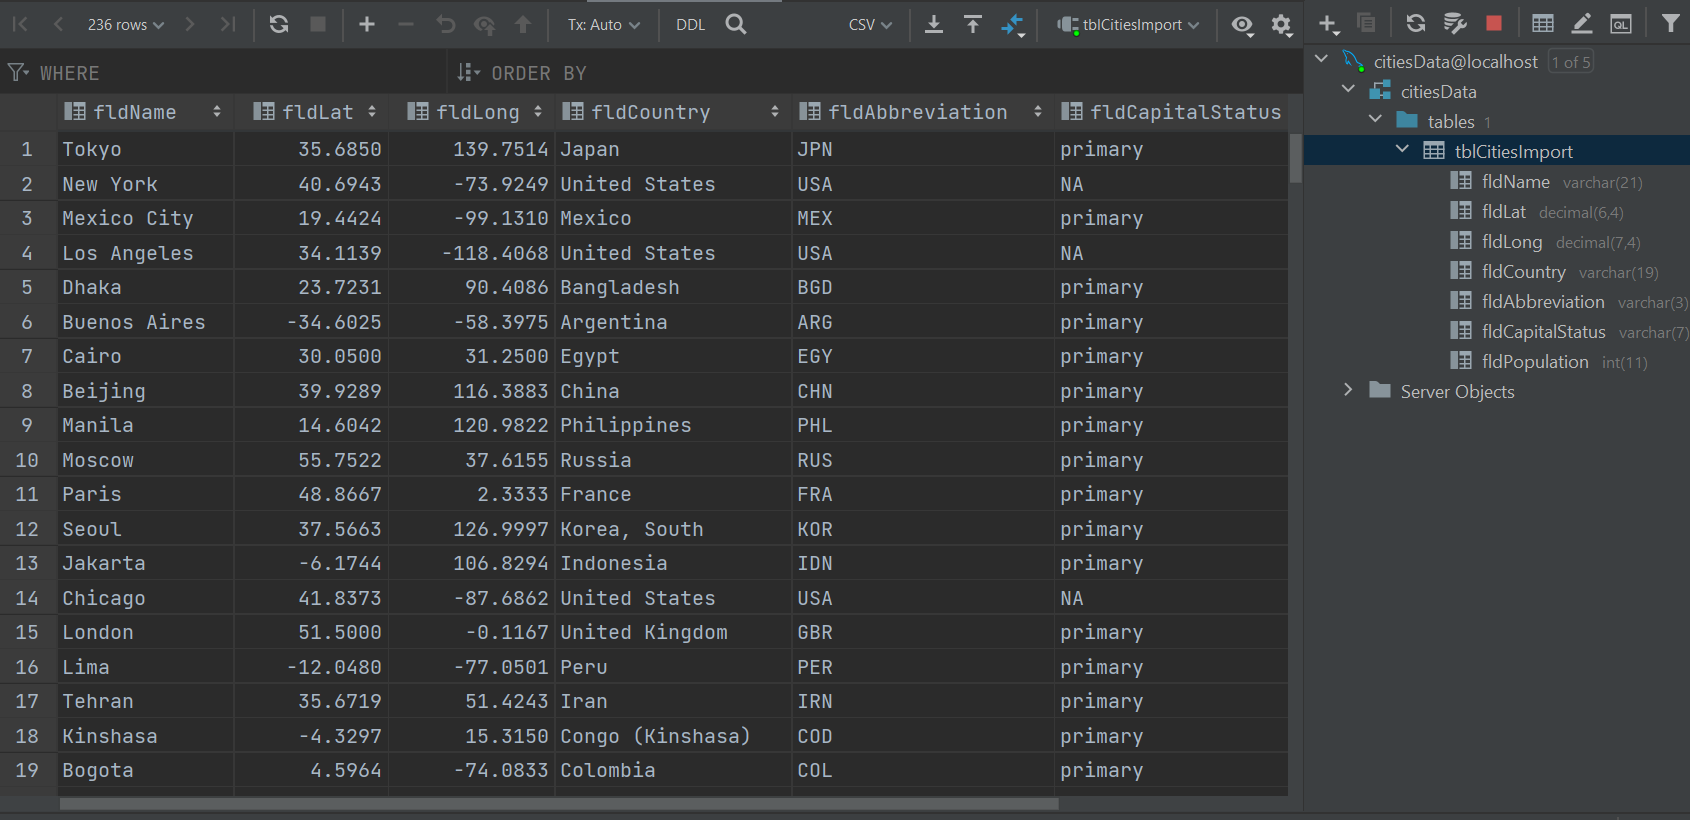 236 rows Tx: Auto DDL CSV tblCitiesImport
WHERE ORDER BY
fldName fldLat fldLong fldCountry fldAbbreviation fldCapitalStatus
1 Tokyo 35.6850 139.7514 Japan JPN primary
2 New York 40.6943 -73.9249 United States USA NA
3 Mexico City 19.4424 -99.1310 Mexico MEX primary
4 Los Angeles 34.1139 -118.4068 United States USA NA
5 Dhaka 23.7231 90.4086 Bangladesh BGD primary
6 Buenos Aires -34.6025 -58.3975 Argentina ARG primary
7 Cairo 30.0500 31.2500 Egypt EGY primary
8 Beijing 39.9289 116.3883 China CHN primary
9 Manila 14.6042 120.9822 Philippines PHL primary
10 Moscow 55.7522 37.6155 Russia RUS primary
11 Paris 48.8667 2.3333 France FRA primary
12 Seoul 37.5663 126.9997 Korea, South KOR primary
13 Jakarta -6.1744 106.8294 Indonesia IDN primary
14 Chicago 41.8373 -87.6862 United States USA NA
15 London 51.5000 -0.1167 United Kingdom GBR primary
16 Lima -12.0480 -77.0501 Peru PER primary
17 Tehran 35.6719 51.4243 Iran IRN primary
18 Kinshasa -4.3297 15.3150 Congo (Kinshasa) COD primary
19 Bogota 4.5964 -74.0833 Colombia COL primary
QL
citiesData@localhost 1 of 5
citiesData
tables 1
tblCitiesImport
fldName varchar(21)
fldLat decimal(6,4)
fldLong decimal(7,4)
fldCountry varchar(19)
fldAbbreviation varchar(3)
fldCapitalStatus varchar(7)
fldPopulation int(11)
Server Objects